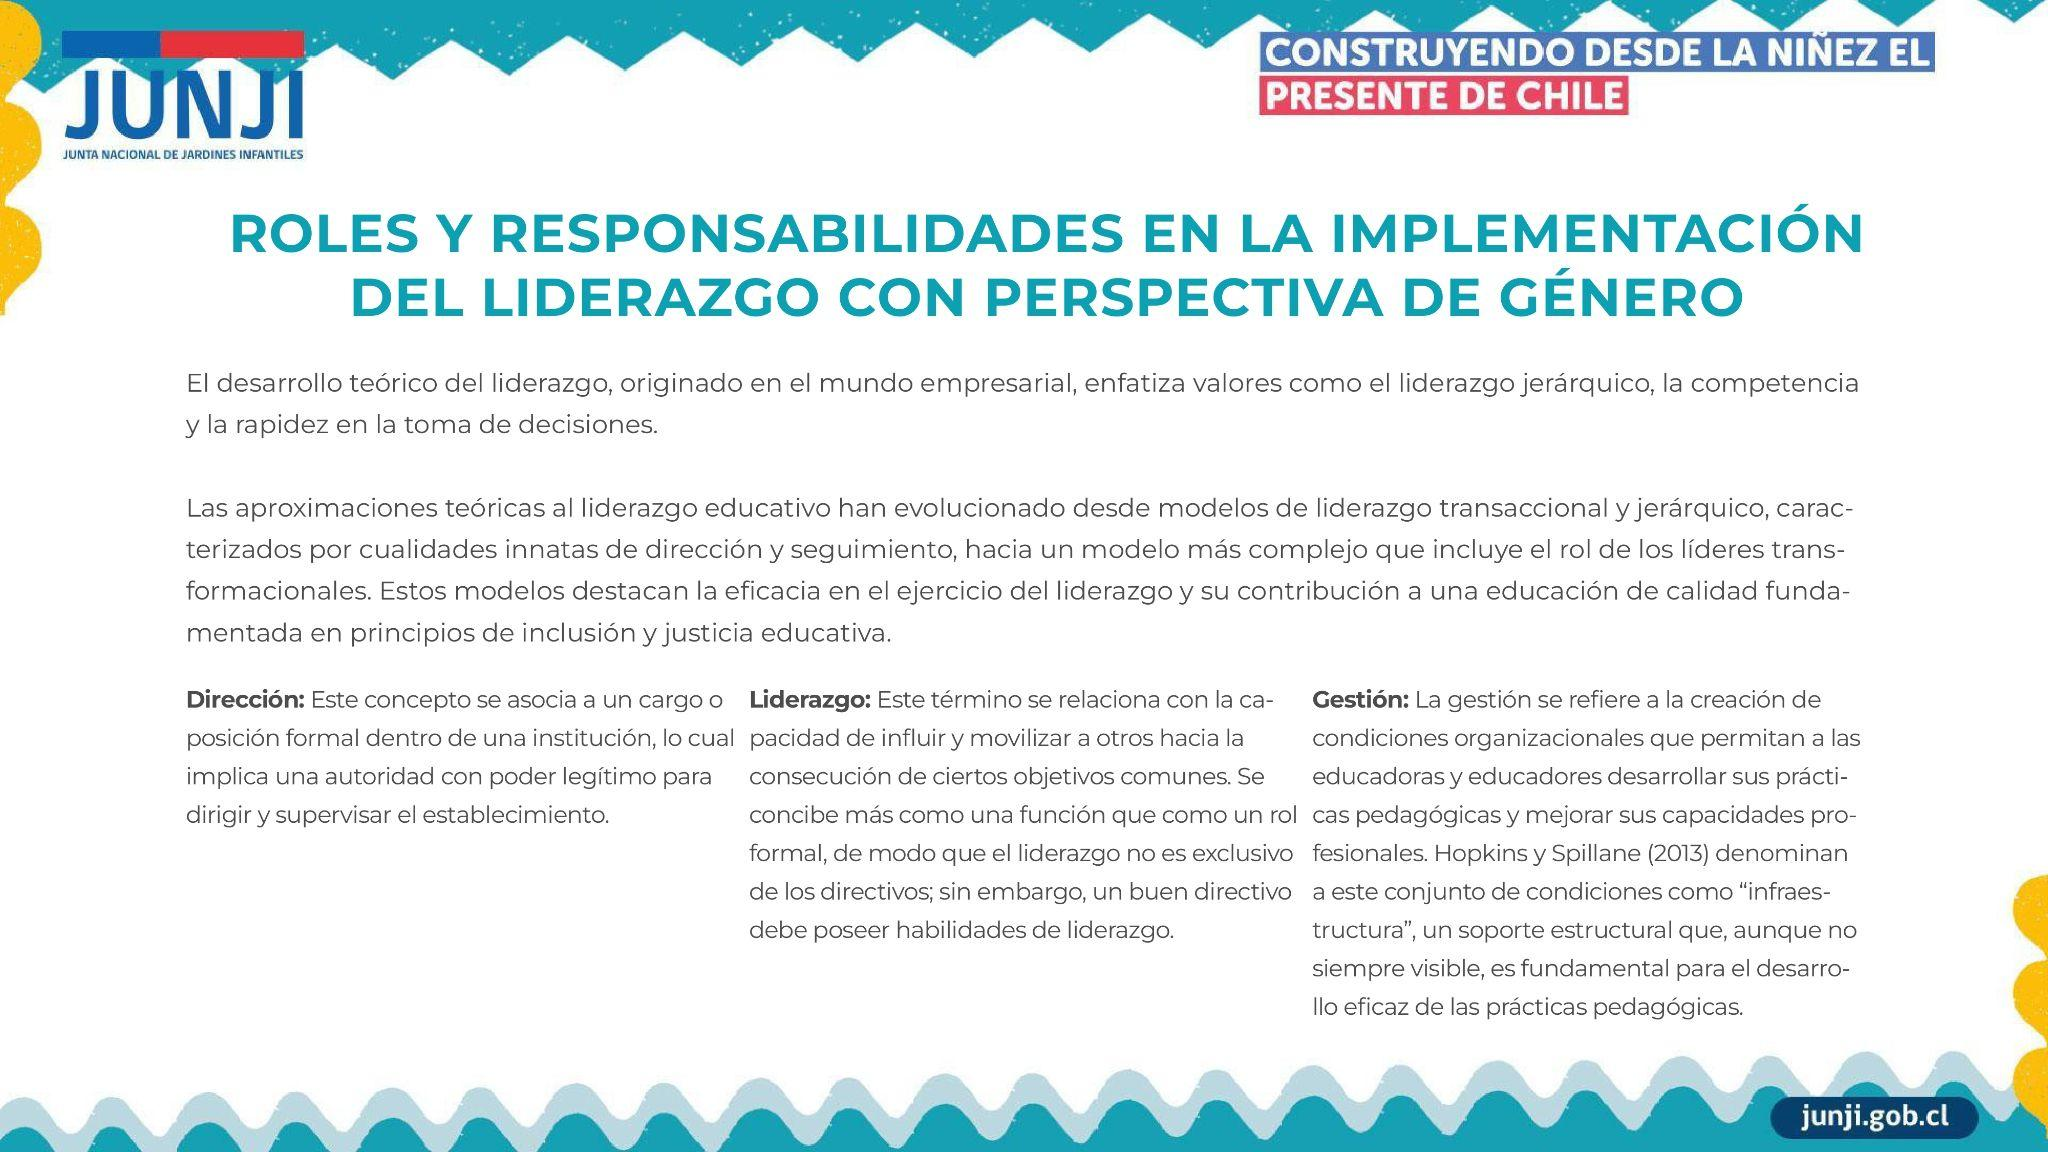 JUNJI
JUNTA NACIONAL DE JARDINES INFANTILES
CONSTRUYENDO DESDE LA NIÑEZ EL
PRESENTE DE CHILE
ROLES Y RESPONSABILIDADES EN LA IMPLEMENTACIÓN
DEL LIDERAZGO CON PERSPECTIVA DE GÉNERO
El desarrollo teórico del liderazgo, originado en el mundo empresarial, enfatiza valores como el liderazgo jerárquico, la competencia
y la rapidez en la toma de decisiones.
Las aproximaciones teóricas al liderazgo educativo han evolucionado desde modelos de liderazgo transaccional y jerárquico, carac-
terizados por cualidades innatas de dirección y seguimiento, hacia un modelo más complejo que incluye el rol de los líderes trans-
formacionales. Estos modelos destacan la eficacia en el ejercicio del liderazgo y su contribución a una educación de calidad funda-
mentada en principios de inclusión y justicia educativa.
Dirección: Este concepto se asocia a un cargo o
posición formal dentro de una institución, lo cual
implica una autoridad con poder legítimo para
dirigir y supervisar el establecimiento.
Liderazgo: Este término se relaciona con la ca-
pacidad de influir y movilizar a otros hacia la
consecución de ciertos objetivos comunes. Se
concibe más como una función que como un rol
formal, de modo que el liderazgo no es exclusivo
de los directivos; sin embargo, un buen directivo
debe poseer habilidades de liderazgo.
Gestión: La gestión se refiere a la creación de
condiciones organizacionales que permitan a las
educadoras y educadores desarrollar sus prácti-
cas pedagógicas y mejorar sus capacidades pro-
fesionales. Hopkins y Spillane (2013) denominan
a este conjunto de condiciones como “infraes-
tructura”, un soporte estructural que, aunque no
siempre visible, es fundamental para el desarro-
llo eficaz de las prácticas pedagógicas.
junji.gob.cl